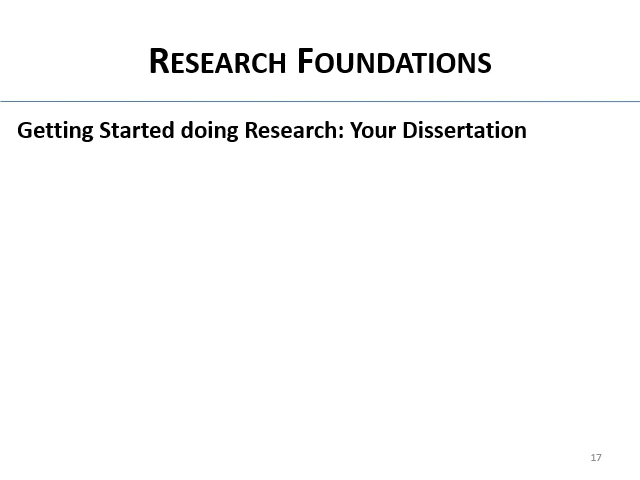 RESEARCH FOUNDATIONS
Getting Started doing Research: Your Dissertation
17